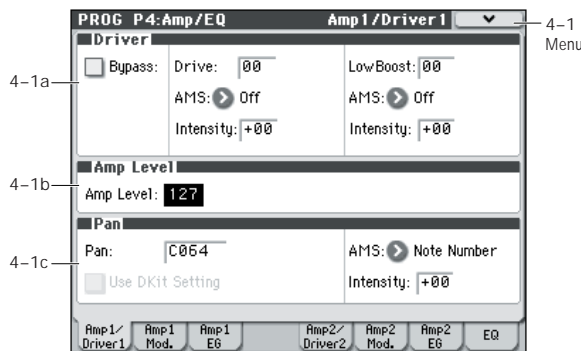 PROG P4:Amp/EQ Amp1/Driver1
4–1
Menu
Driver
4–1a
Bypass: Drive: 00 LowBoost: 00
AMS: Off AMS: Off
Intensity: +00 Intensity: +00
Amp Level
4–1b
Amp Level: 127
Pan
4–1c
Pan: C064 AMS: Note Number
Use DKit Setting Intensity: +00
Amp1/ Driver1 Amp1 Mod. Amp1 EG Amp2/ Driver2 Amp2 Mod. Amp2 EG EQ